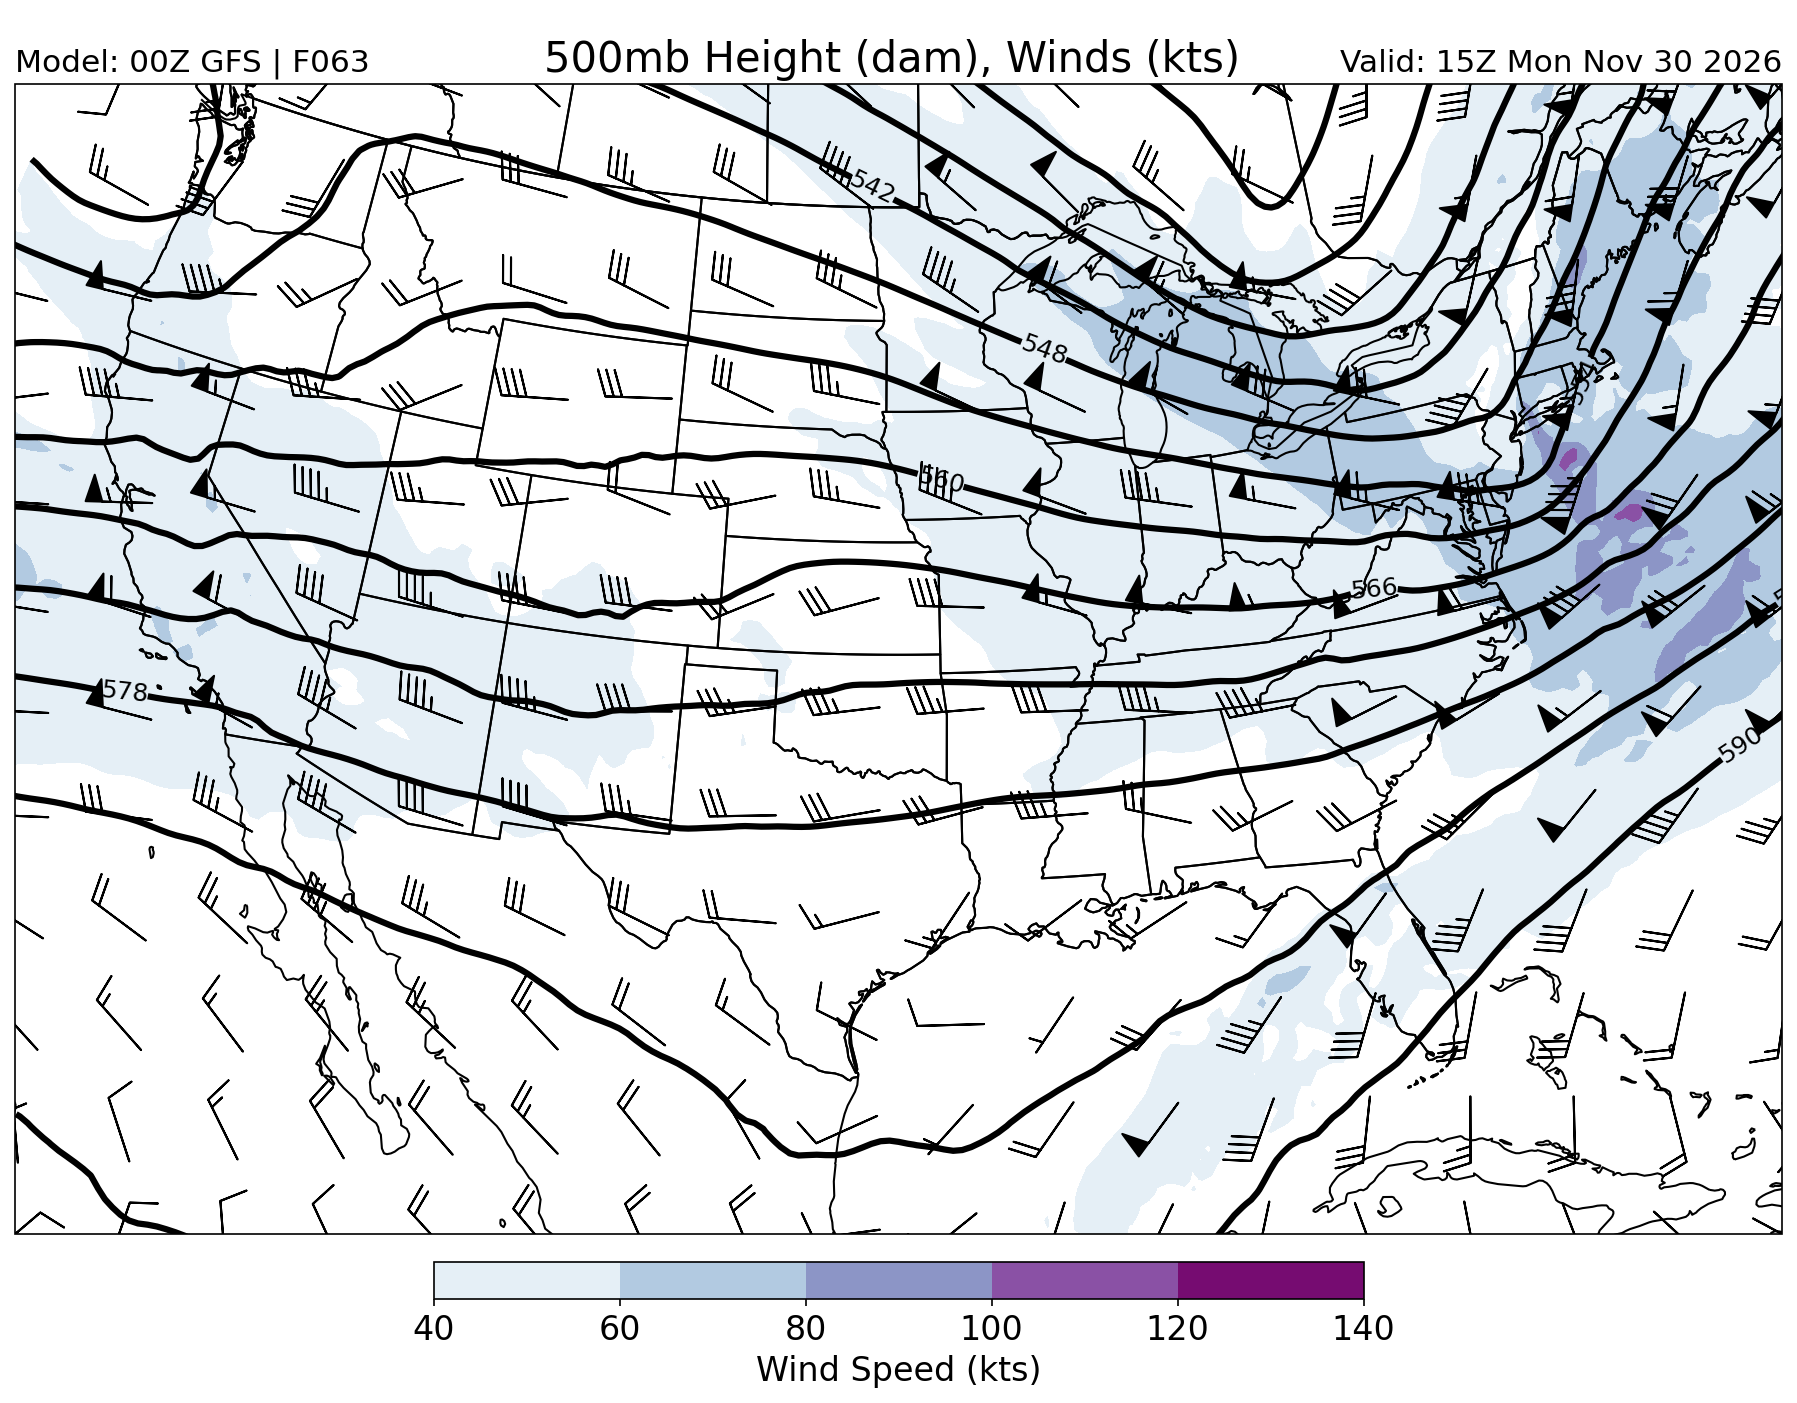 Model: 00Z GFS | F063
500mb Height (dam), Winds (kts)
Valid: 15Z Mon Nov 30 2026
542
548
560
566
578
590
40 60 80 100 120 140
Wind Speed (kts)